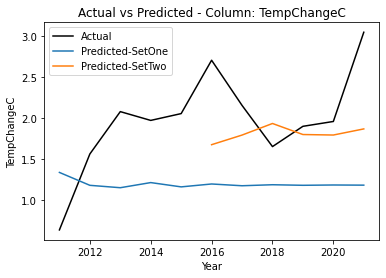 Actual vs Predicted - Column: TempChangeC
Actual
Predicted-SetOne
Predicted-SetTwo
TempChangeC
3.0
2.5
2.0
1.5
1.0
2012 2014 2016 2018 2020
Year